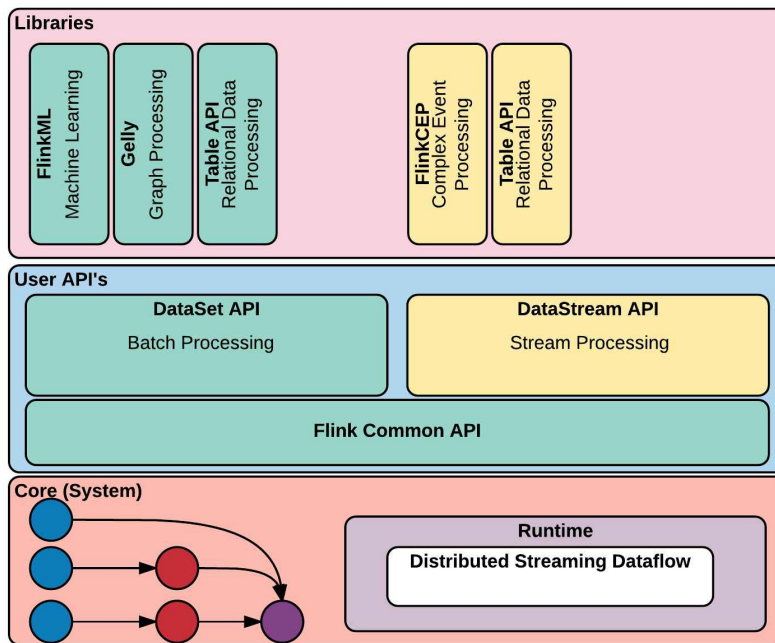 Libraries
FlinkML
Machine Learning
Gelly
Graph Processing
Table API
Relational Data
Processing
FlinkCEP
Complex Event
Processing
Table API
Relational Data
Processing
User API's
DataSet API
Batch Processing
DataStream API
Stream Processing
Flink Common API
Core (System)
Runtime
Distributed Streaming Dataflow